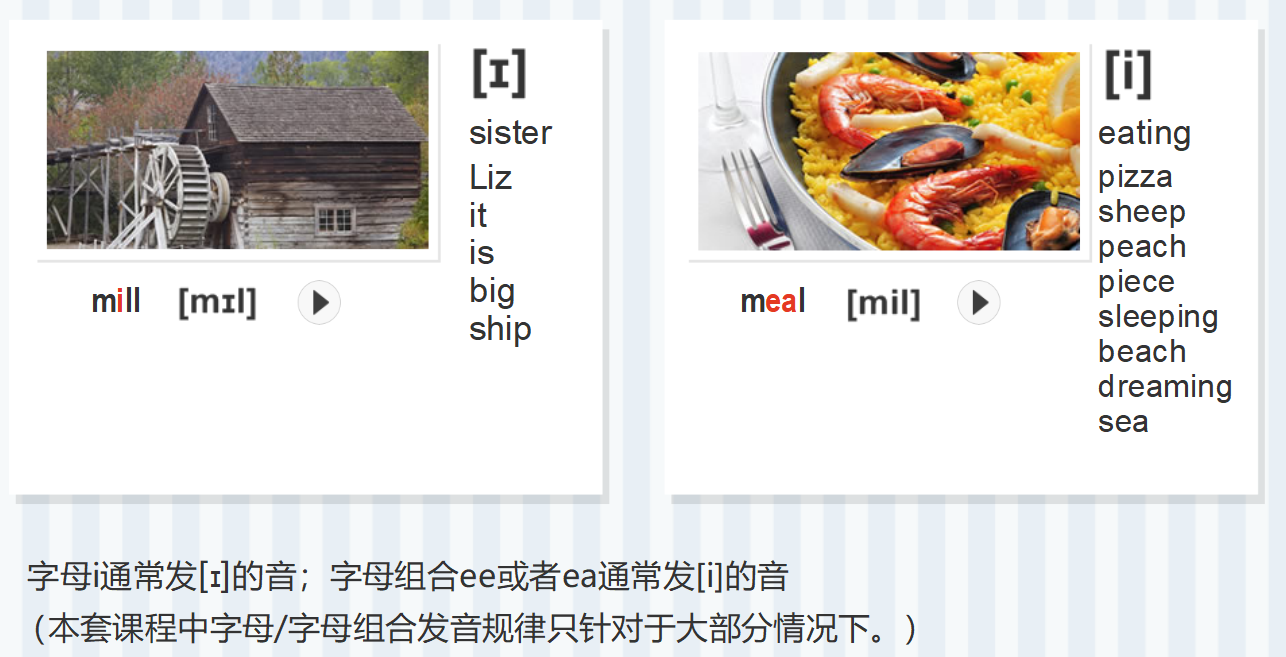 [ɪ]
sister
Liz
it
is
big
ship
mill [mɪl]
[i]
eating
pizza
sheep
peach
piece
sleeping
beach
dreaming
sea
meal [mil]
字母i通常发[ɪ]的音；字母组合ee或者ea通常发[i]的音
（本套课程中字母/字母组合发音规律只针对于大部分情况下。）